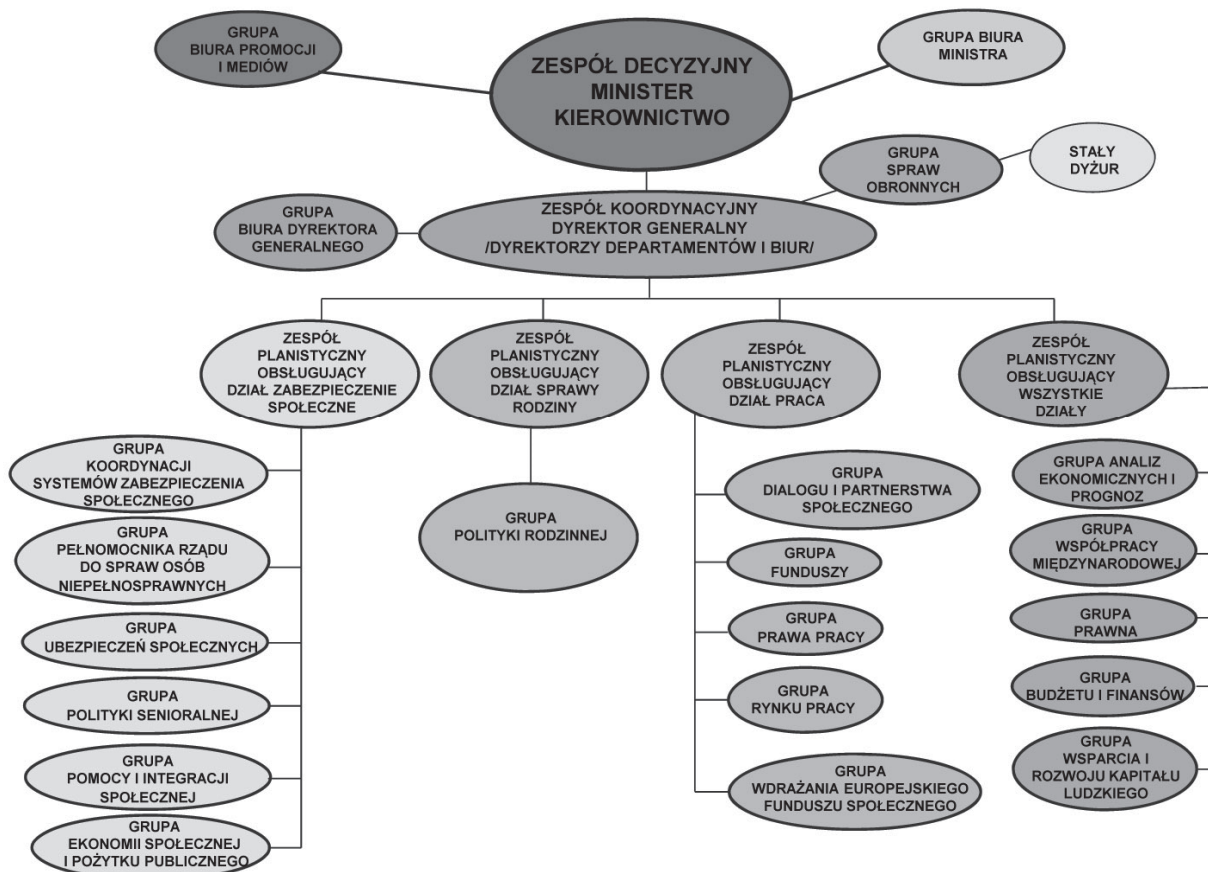 GRUPA
BIURA PROMOCJI
I MEDIÓW
ZESPÓŁ DECYZYJNY
MINISTER
KIEROWNICTWO
GRUPA BIURA
MINISTRA
GRUPA
SPRAW
OBRONNYCH
STAŁY
DYŻUR
GRUPA
BIURA DYREKTORA
GENERALNEGO
ZESPÓŁ KOORDYNACYJNY
DYREKTOR GENERALNY
/DYREKTORZY DEPARTAMENTÓW I BIUR/
ZESPÓŁ
PLANISTYCZNY
OBSŁUGUJĄCY
DZIAŁ ZABEZPIECZENIE
SPOŁECZNE
ZESPÓŁ
PLANISTYCZNY
OBSŁUGUJĄCY
DZIAŁ SPRAWY
RODZINY
ZESPÓŁ
PLANISTYCZNY
OBSŁUGUJĄCY
DZIAŁ PRACA
ZESPÓŁ
PLANISTYCZNY
OBSŁUGUJĄCY
WSZYSTKIE
DZIAŁY
GRUPA
KOORDYNACJI
SYSTEMÓW ZABEZPIECZENIA
SPOŁECZNEGO
GRUPA
PEŁNOMOCNIKA RZĄDU
DO SPRAW OSÓB
NIEPEŁNOSPRAWNYCH
GRUPA
UBEZPIECZEŃ SPOŁECZNYCH
GRUPA
POLITYKI SENIORALNEJ
GRUPA
POMOCY I INTEGRACJI
SPOŁECZNEJ
GRUPA
EKONOMII SPOŁECZNEJ
I POŻYTKU PUBLICZNEGO
GRUPA
POLITYKI RODZINNEJ
GRUPA
DIALOGU I PARTNERSTWA
SPOŁECZNEGO
GRUPA
FUNDUSZY
GRUPA
PRAWA PRACY
GRUPA
RYNKU PRACY
GRUPA
WDRAŻANIA EUROPEJSKIEGO
FUNDUSZU SPOŁECZNEGO
GRUPA ANALIZ
EKONOMICZNYCH I
PROGNOZ
GRUPA
WSPÓŁPRACY
MIĘDZYNARODOWEJ
GRUPA
PRAWNA
GRUPA
BUDŻETU I FINANSÓW
GRUPA
WSPARCIA I
ROZWOJU KAPITAŁU
LUDZKIEGO